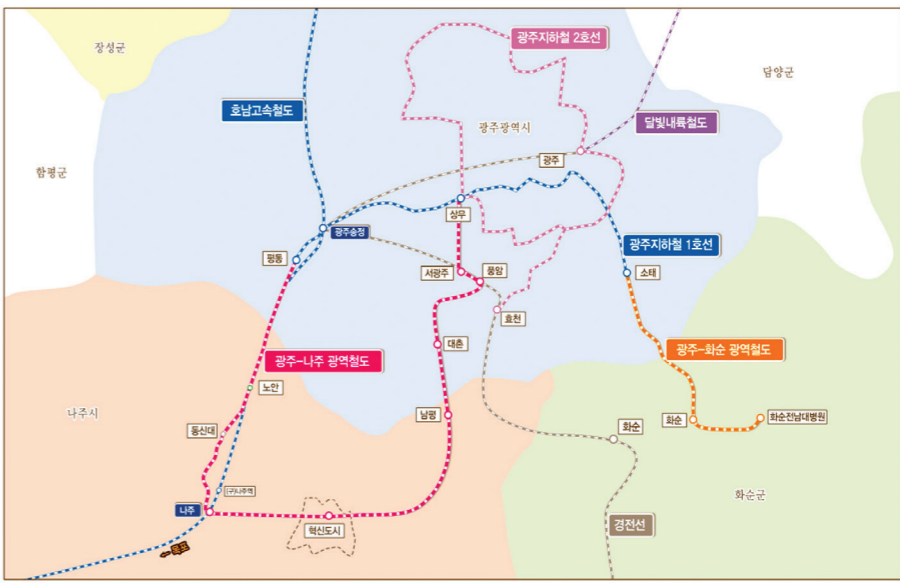 장성군
광주지하철 2호선
담양군
호남고속철도
광주광역시
달빛내륙철도
광주
함평군
상무
광주송정
광주지하철 1호선
평동
서광주
풍암
소태
효천
대촌
광주-화순 광역철도
광주-나주 광역철도
노안
나주시
남평
화순
화순전남대병원
동신대
화순
(구)나주역
화순군
나주
혁신도시
경전선
목포